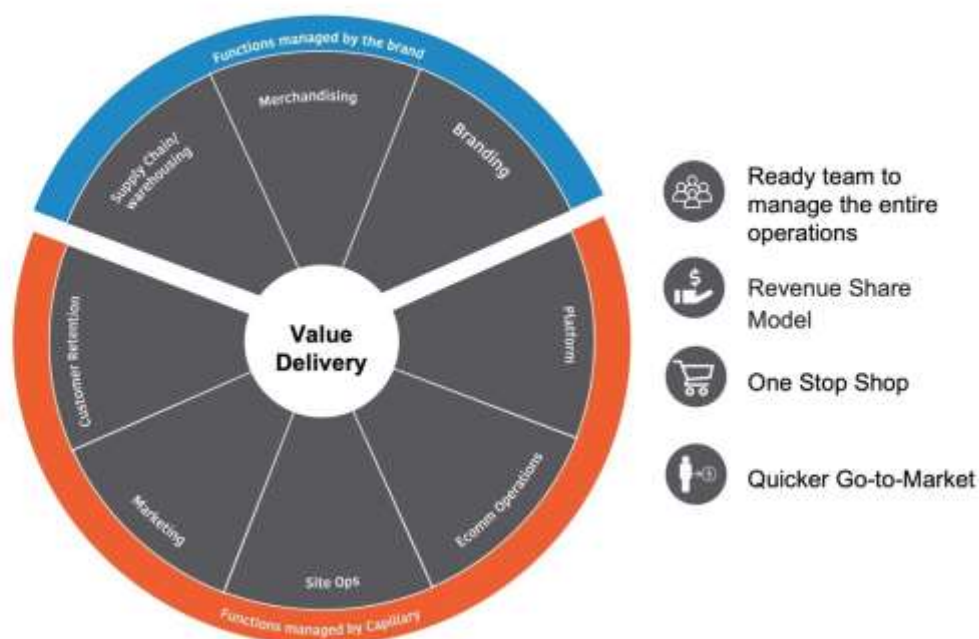 Functions managed by the brand
Supply Chain/
warehousing
Merchandising
Branding
Customer Retention
Value
Delivery
Platform
Marketing
Site Ops
Ecomm Operations
Functions managed by Capillary
Ready team to
manage the entire
operations
$
Revenue Share
Model
One Stop Shop
Quicker Go-to-Market